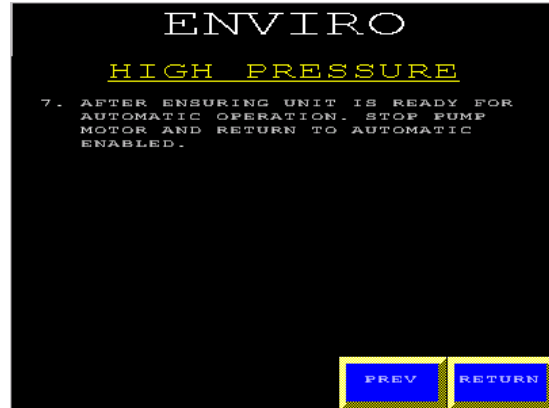 ENVIRO
HIGH PRESSURE
7. AFTER ENSURING UNIT IS READY FOR
AUTOMATIC OPERATION. STOP PUMP
MOTOR AND RETURN TO AUTOMATIC
ENABLED.
PREV RETURN